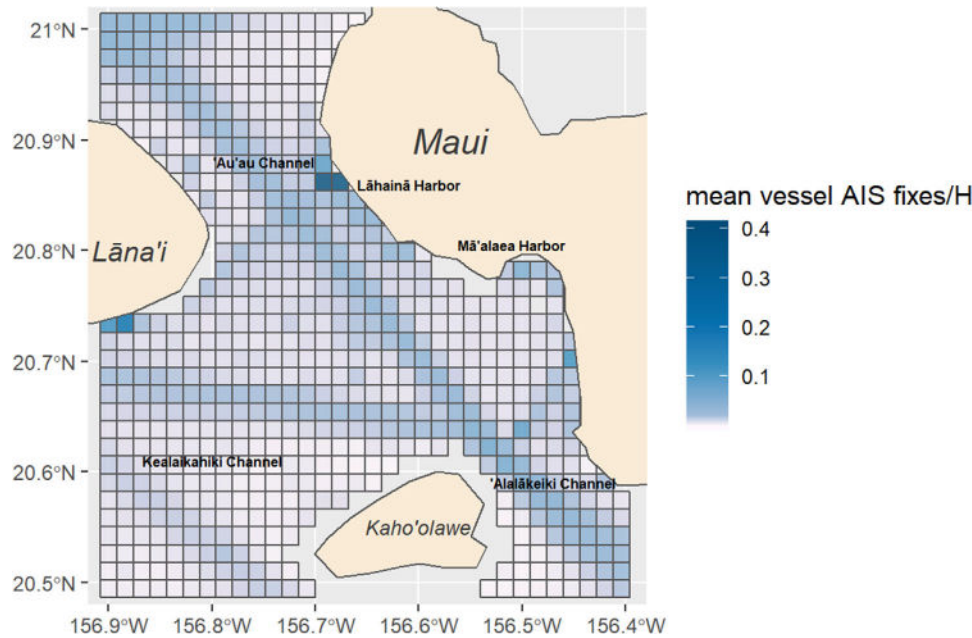 21°N
20.9°N
20.8°N
20.7°N
20.6°N
20.5°N
156.9°W 156.8°W 156.7°W 156.6°W 156.5°W 156.4°W
Maui
'Au'au Channel
Lāhainā Harbor
Lāna'i
Mā'alaea Harbor
Kealaikahiki Channel
'Alalākeiki Channel
Kaho'olawe
mean vessel AIS fixes/H
0.4
0.3
0.2
0.1